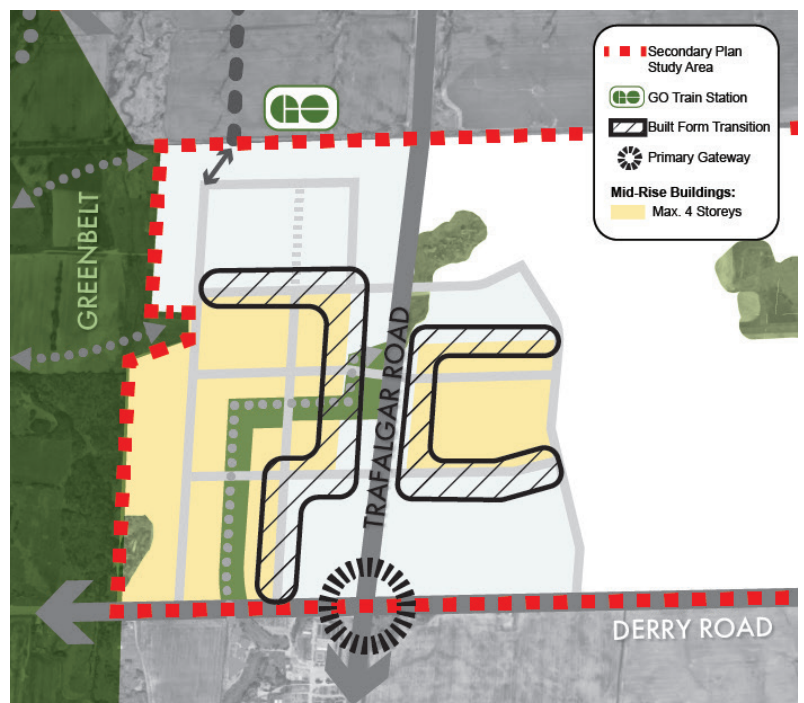 Secondary Plan
Study Area
GO
GO Train Station
Built Form Transition
Primary Gateway
Mid-Rise Buildings:
Max. 4 Storeys
GO
GREENBELT
TRAFALGAR ROAD
DERRY ROAD